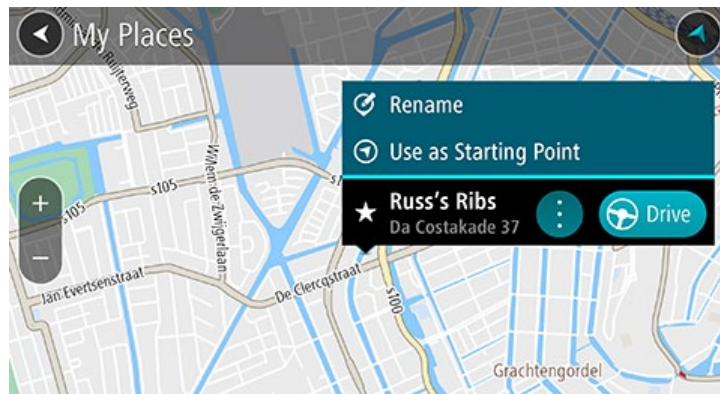 My Places
Rename
Use as Starting Point
Russ's Ribs
Da Costakade 37
Drive
Ruijterweg
Willem de Zwijgerlaan
s105
s105
Jan Evertsenstraat
De Clercqstraat
s100
Grachtengordel
+
−